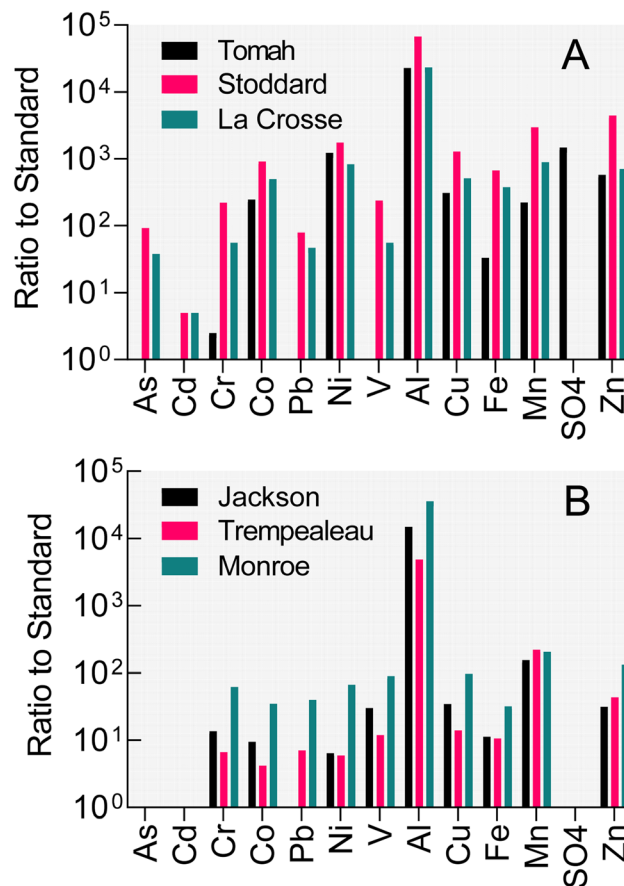 A
Tomah
Stoddard
La Crosse
Ratio to Standard
10⁵
10⁴
10³
10²
10¹
10⁰
As
Cd
Cr
Co
Pb
Ni
V
Al
Cu
Fe
Mn
SO4
Zn
B
Jackson
Trempealeau
Monroe
Ratio to Standard
10⁵
10⁴
10³
10²
10¹
10⁰
As
Cd
Cr
Co
Pb
Ni
V
Al
Cu
Fe
Mn
SO4
Zn